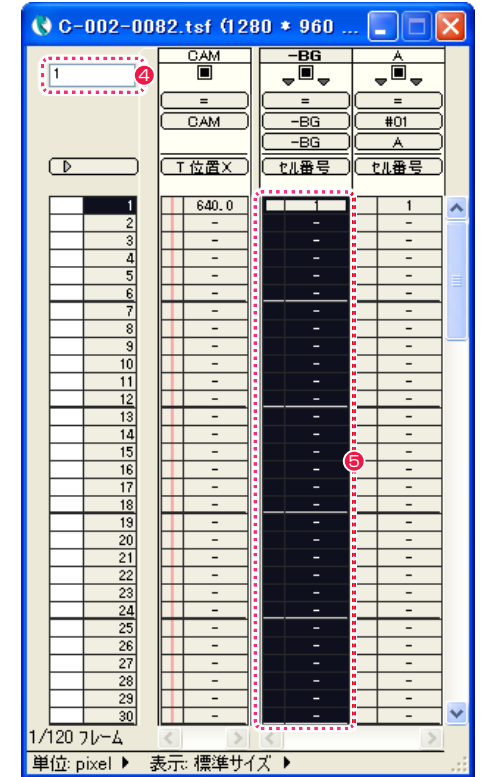 C-002-0082.tsf (1280 * 960 ...
CAM -BG A
1 4
= = =
CAM -BG #01
-BG A
T位置X セル番号 セル番号
1 640.0 1 1
2 - - -
3 - - -
4 - - -
5 - - -
6 - - -
7 - - -
8 - - -
9 - - -
10 - - -
11 - - -
12 - - -
13 - - -
14 - - -
15 - - -
16 - - 5 -
17 - - -
18 - - -
19 - - -
20 - - -
21 - - -
22 - - -
23 - - -
24 - - -
25 - - -
26 - - -
27 - - -
28 - - -
29 - - -
30 - - -
1/120 フレーム
単位: pixel 表示: 標準サイズ